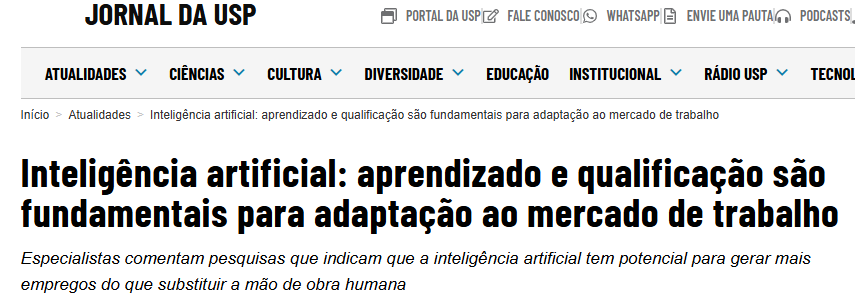 JORNAL DA USP
PORTAL DA USP FALE CONOSCO WHATSAPP ENVIE UMA PAUTA PODCASTS
ATUALIDADES CIÊNCIAS CULTURA DIVERSIDADE EDUCAÇÃO INSTITUCIONAL RÁDIO USP TECNOL
Início > Atualidades > Inteligência artificial: aprendizado e qualificação são fundamentais para adaptação ao mercado de trabalho
Inteligência artificial: aprendizado e qualificação são
fundamentais para adaptação ao mercado de trabalho
Especialistas comentam pesquisas que indicam que a inteligência artificial tem potencial para gerar mais
empregos do que substituir a mão de obra humana